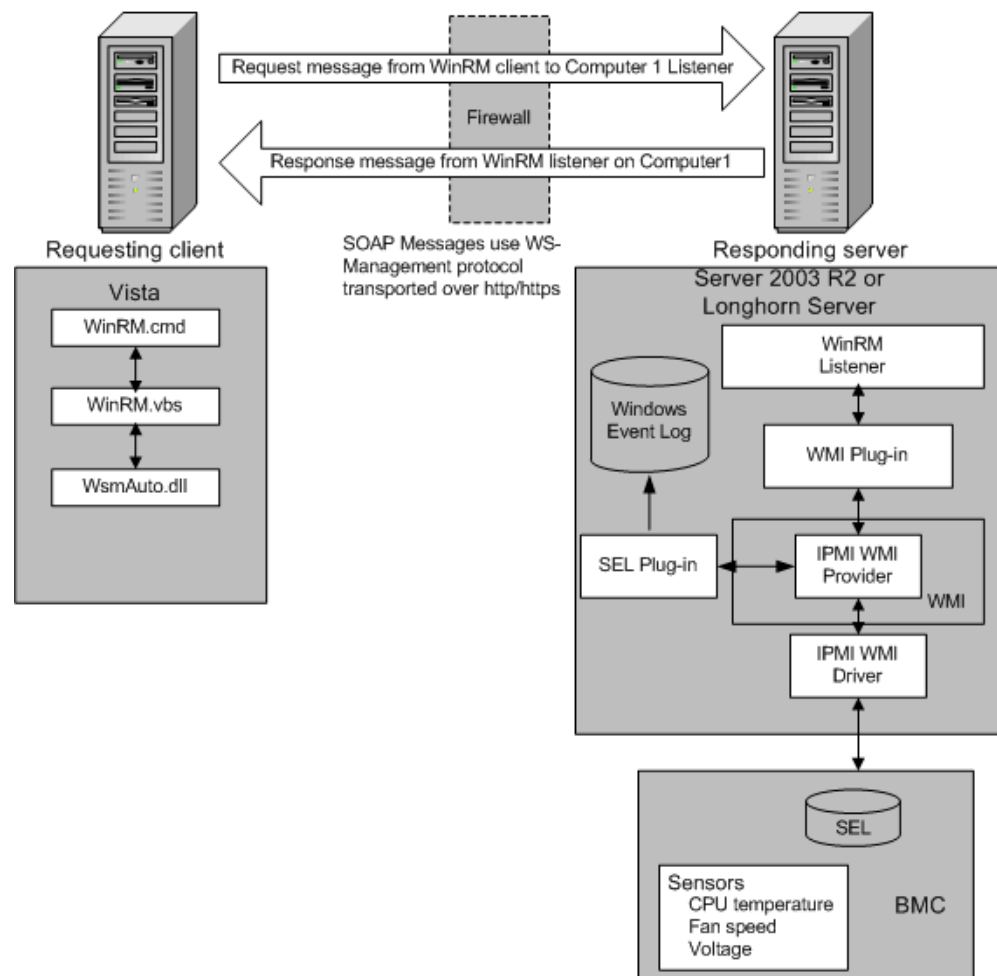 Request message from WinRM client to Computer 1 Listener
Firewall
Response message from WinRM listener on Computer1
Requesting client
SOAP Messages use WS-
Management protocol
transported over http/https
Responding server
Vista
WinRM.cmd
WinRM.vbs
WsmAuto.dll
Server 2003 R2 or
Longhorn Server
WinRM
Listener
Windows
Event Log
WMI Plug-in
SEL Plug-in
IPMI WMI
Provider
WMI
IPMI WMI
Driver
SEL
Sensors
CPU temperature
Fan speed
Voltage
BMC